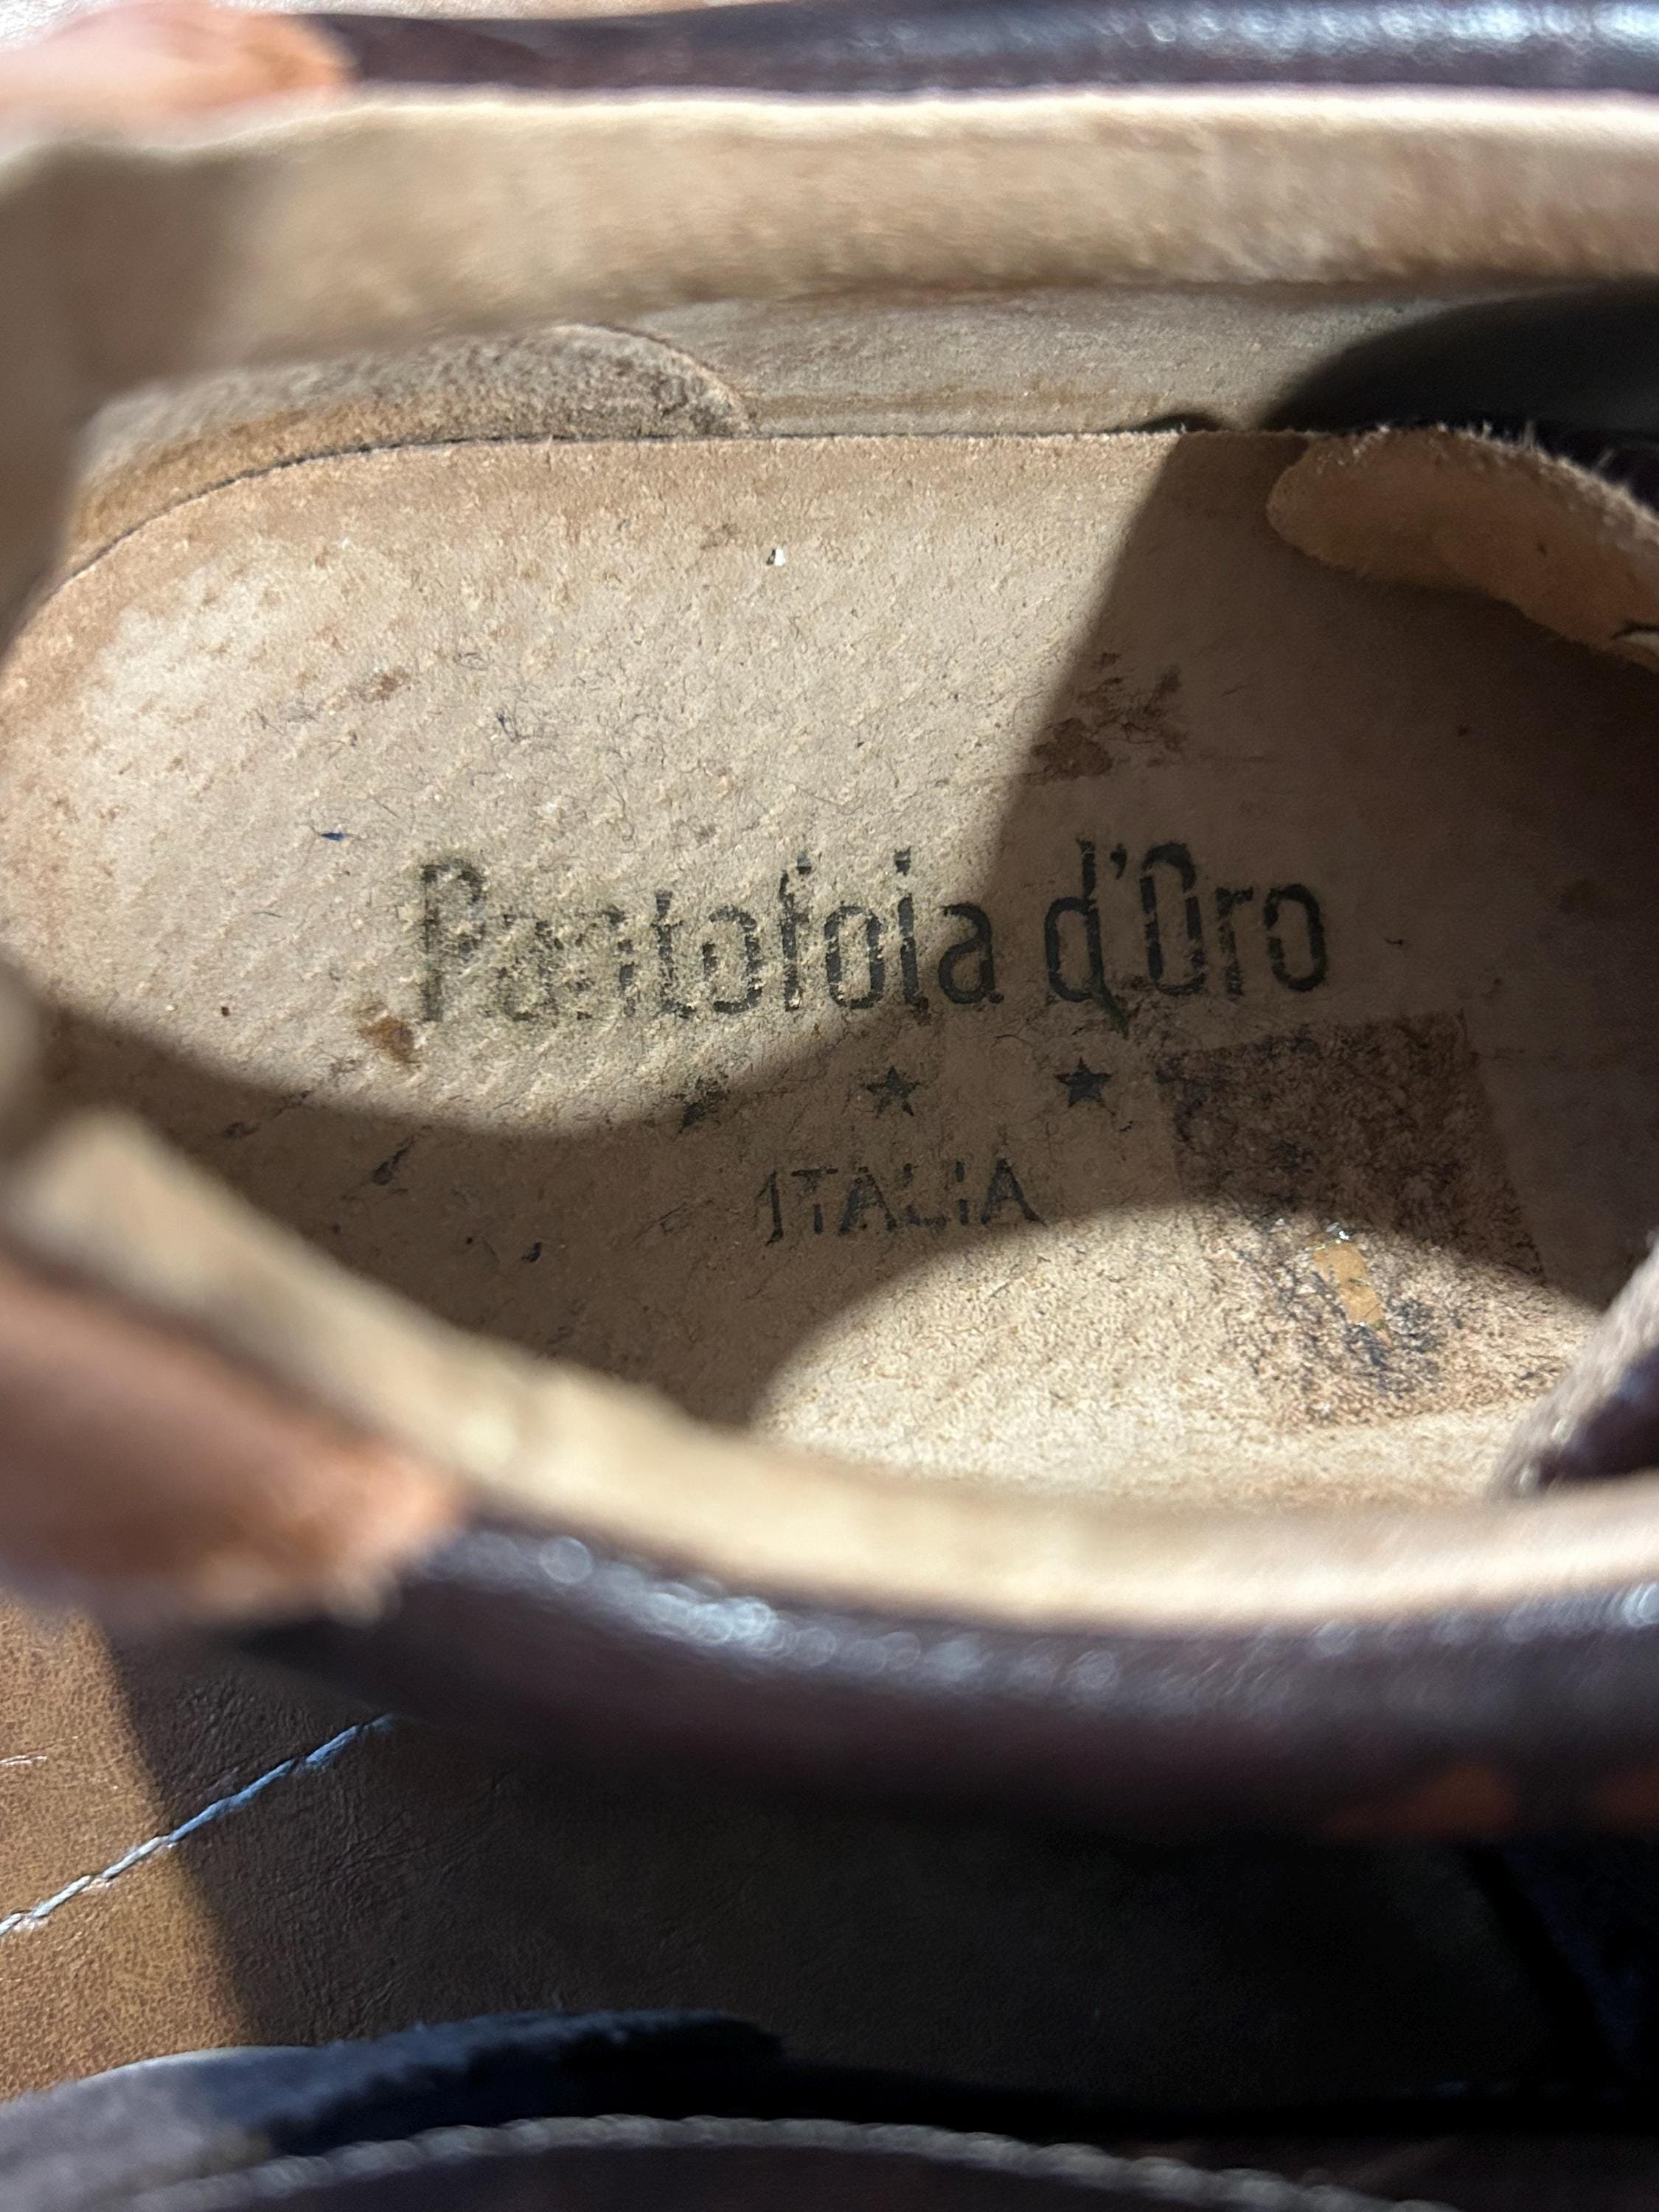 Pantofola d'Oro
★ ★ ★
ITALIA